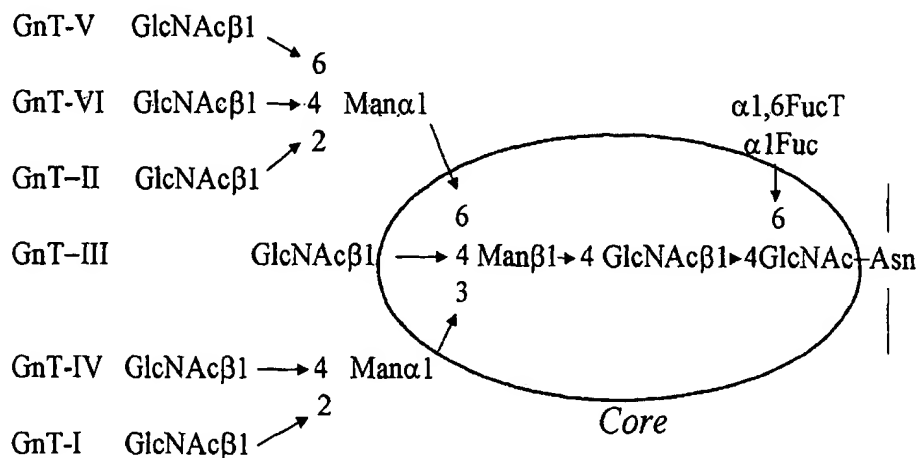 GnT-V GlcNAcβ1
6
GnT-VI GlcNAcβ1 4 Manα1
α1,6FucT
2
α1Fuc
GnT-II GlcNAcβ1
6
6
GnT-III GlcNAcβ1 4 Manβ1 4 GlcNAcβ1 4GlcNAc-Asn
3
GnT-IV GlcNAcβ1 4 Manα1
2
Core
GnT-I GlcNAcβ1